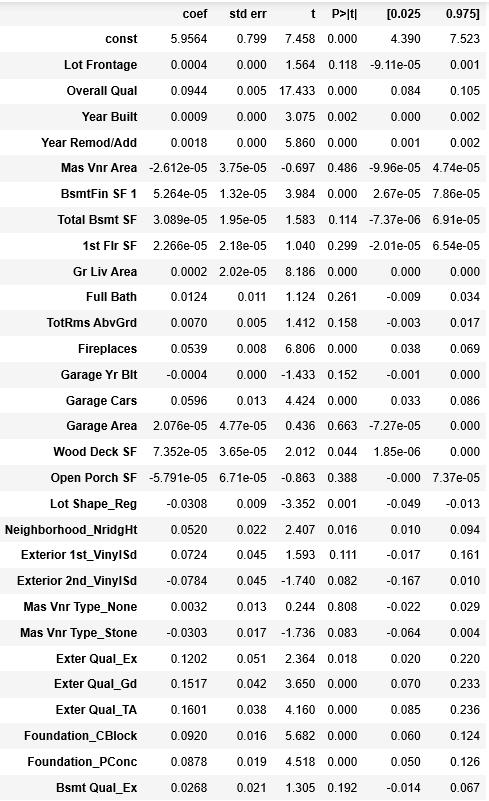 coef std err t P>|t| [0.025 0.975]
const 5.9564 0.799 7.458 0.000 4.390 7.523
Lot Frontage 0.0004 0.000 1.564 0.118 -9.11e-05 0.001
Overall Qual 0.0944 0.005 17.433 0.000 0.084 0.105
Year Built 0.0009 0.000 3.075 0.002 0.000 0.002
Year Remod/Add 0.0018 0.000 5.860 0.000 0.001 0.002
Mas Vnr Area -2.612e-05 3.75e-05 -0.697 0.486 -9.96e-05 4.74e-05
BsmtFin SF 1 5.264e-05 1.32e-05 3.984 0.000 2.67e-05 7.86e-05
Total Bsmt SF 3.089e-05 1.95e-05 1.583 0.114 -7.37e-06 6.91e-05
1st Flr SF 2.266e-05 2.18e-05 1.040 0.299 -2.01e-05 6.54e-05
Gr Liv Area 0.0002 2.02e-05 8.186 0.000 0.000 0.000
Full Bath 0.0124 0.011 1.124 0.261 -0.009 0.034
TotRms AbvGrd 0.0070 0.005 1.412 0.158 -0.003 0.017
Fireplaces 0.0539 0.008 6.806 0.000 0.038 0.069
Garage Yr Blt -0.0004 0.000 -1.433 0.152 -0.001 0.000
Garage Cars 0.0596 0.013 4.424 0.000 0.033 0.086
Garage Area 2.076e-05 4.77e-05 0.436 0.663 -7.27e-05 0.000
Wood Deck SF 7.352e-05 3.65e-05 2.012 0.044 1.85e-06 0.000
Open Porch SF -5.791e-05 6.71e-05 -0.863 0.388 -0.000 7.37e-05
Lot Shape_Reg -0.0308 0.009 -3.352 0.001 -0.049 -0.013
Neighborhood_NridgHt 0.0520 0.022 2.407 0.016 0.010 0.094
Exterior 1st_VinylSd 0.0724 0.045 1.593 0.111 -0.017 0.161
Exterior 2nd_VinylSd -0.0784 0.045 -1.740 0.082 -0.167 0.010
Mas Vnr Type_None 0.0032 0.013 0.244 0.808 -0.022 0.029
Mas Vnr Type_Stone -0.0303 0.017 -1.736 0.083 -0.064 0.004
Exter Qual_Ex 0.1202 0.051 2.364 0.018 0.020 0.220
Exter Qual_Gd 0.1517 0.042 3.650 0.000 0.070 0.233
Exter Qual_TA 0.1601 0.038 4.160 0.000 0.085 0.236
Foundation_CBlock 0.0920 0.016 5.682 0.000 0.060 0.124
Foundation_PConc 0.0878 0.019 4.518 0.000 0.050 0.126
Bsmt Qual_Ex 0.0268 0.021 1.305 0.192 -0.014 0.067